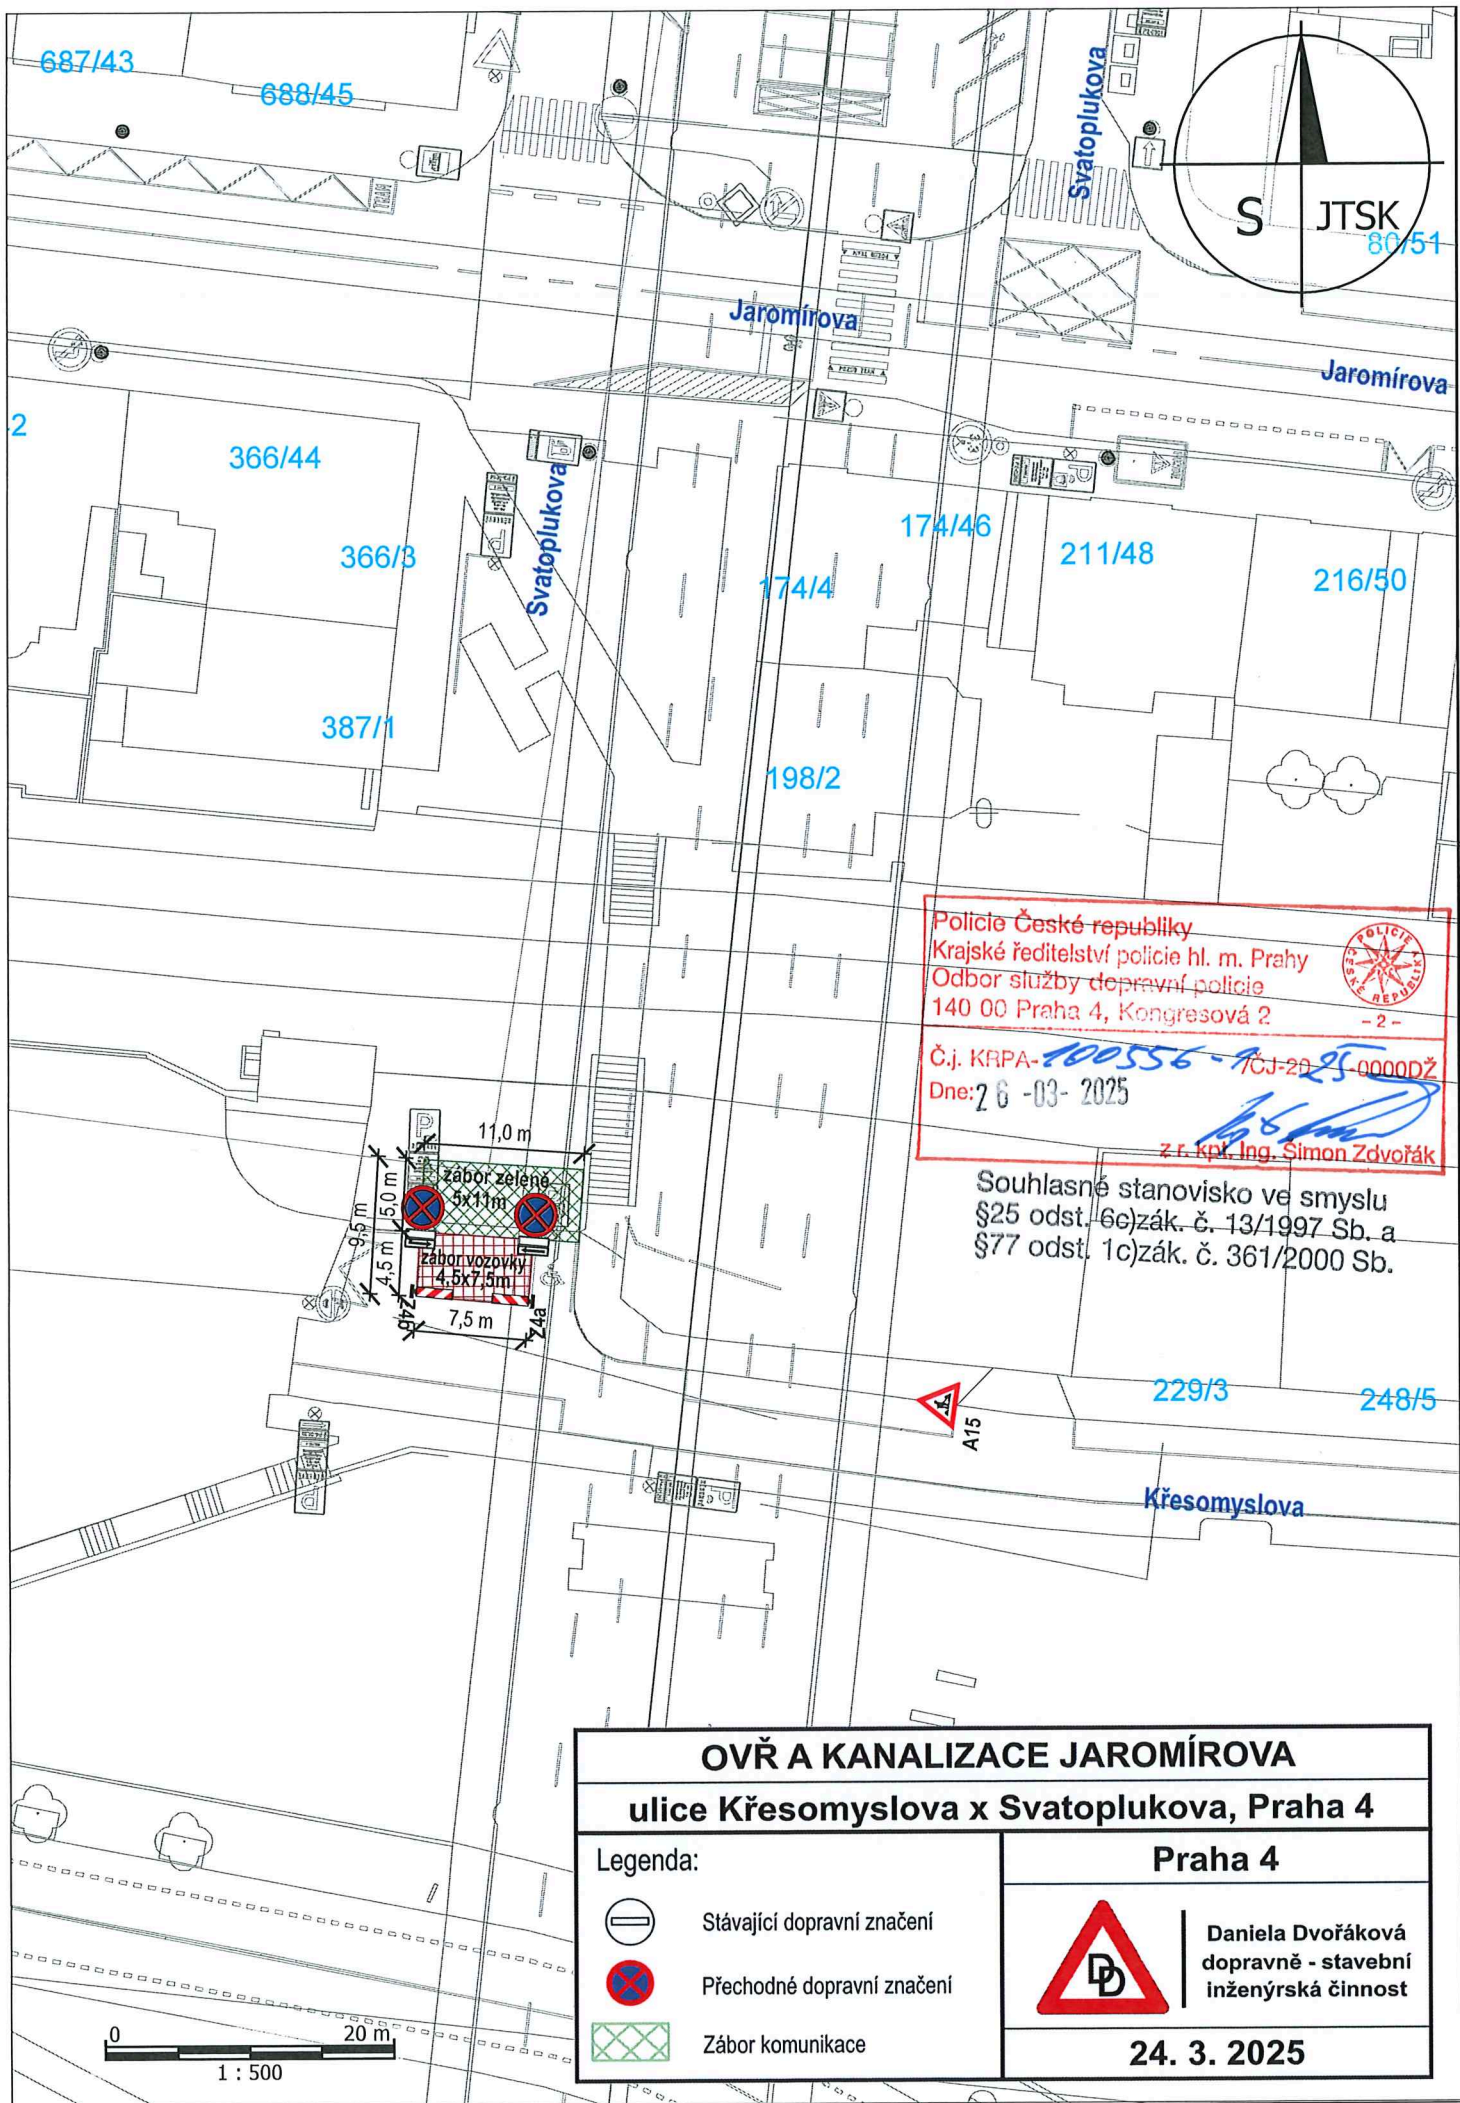 687/43
688/45
Svatoplukova
S JTSK
80/51
TRAM
Jaromírova
Jaromírova
2
366/44
Svatoplukova
366/3
174/46
211/48
174/4
216/50
387/1
198/2
Policie České republiky
Krajské ředitelství policie hl. m. Prahy
Odbor služby dopravní policie
140 00 Praha 4, Kongresová 2
POLICIE ČESKÉ REPUBLIKY
- 2 -
Č.j. KRPA-100556-1/ČJ-2025-0000DŽ
Dne: 26 -03- 2025
z r. kpt. Ing. Simon Zdvořák
Souhlasné stanovisko ve smyslu
§25 odst. 6c)zák. č. 13/1997 Sb. a
§77 odst. 1c)zák. č. 361/2000 Sb.
P
11,0 m
zábor zeleně
5x11m
9,5 m
5,0 m
4,5 m
zábor vozovky
4,5x7,5m
Z4b
7,5 m
Z4a
A15
229/3
248/5
Křesomyslova
OVŘ A KANALIZACE JAROMÍROVA
ulice Křesomyslova x Svatoplukova, Praha 4
Legenda:
Stávající dopravní značení
Přechodné dopravní značení
Zábor komunikace
Praha 4
DD
Daniela Dvořáková
dopravně - stavební
inženýrská činnost
24. 3. 2025
0 20 m
1 : 500